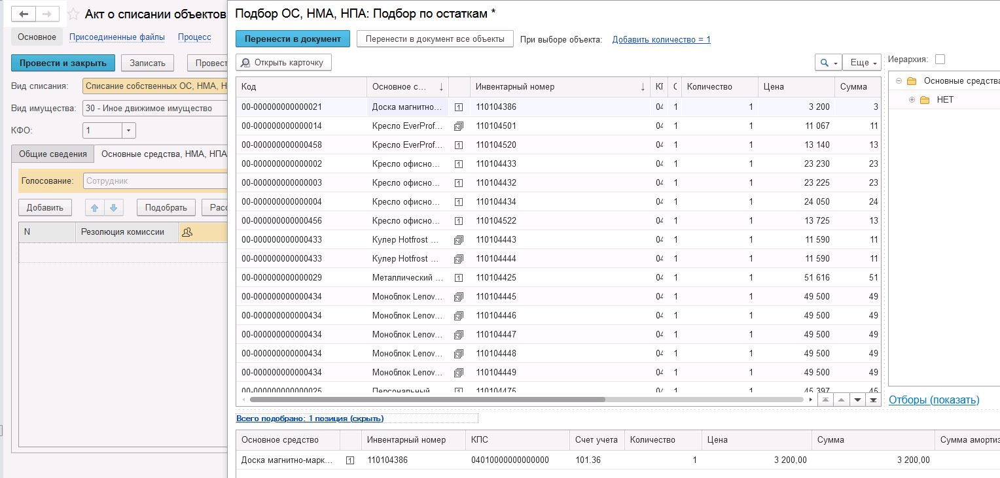 Акт о списании объектов
Основное Присоединенные файлы Процесс
Провести и закрыть Записать Провест
Вид списания: Списание собственных ОС, НМА, Н
Вид имущества: 30 - Иное движимое имущество
КФО: 1
Общие сведения Основные средства, НМА, НПА
Голосование: Сотрудник
Добавить Подобрать Расс
N Резолюция комиссии
Подбор ОС, НМА, НПА: Подбор по остаткам *
Перенести в документ Перенести в документ все объекты При выборе объекта: Добавить количество = 1
Открыть карточку Еще
Код Основное с... ↓ Инвентарный номер ↓ Количество Цена Сумма
00-000000000000021 Доска магнитно... 1 110104386 04 1 1 3 200 3
00-000000000000014 Кресло EverProf... N 110104501 04 1 1 11 067 11
00-000000000000458 Кресло EverProf... 1 110104520 04 1 1 13 140 13
00-000000000000002 Кресло офисно... 1 110104433 04 1 1 23 230 23
00-000000000000003 Кресло офисно... 1 110104432 04 1 1 23 225 23
00-000000000000004 Кресло офисно... 1 110104434 04 1 1 24 050 24
00-000000000000456 Кресло офисно... 1 110104522 04 1 1 13 725 13
00-000000000000433 Кулер Hotfrost ... N 110104443 04 1 1 11 590 11
00-000000000000433 Кулер Hotfrost ... N 110104444 04 1 1 11 590 11
00-000000000000029 Металлический ... 1 110104425 04 1 1 51 616 51
00-000000000000434 Моноблок Lenov... N 110104445 04 1 1 49 500 49
00-000000000000434 Моноблок Lenov... N 110104446 04 1 1 49 500 49
00-000000000000434 Моноблок Lenov... N 110104447 04 1 1 49 500 49
00-000000000000434 Моноблок Lenov... N 110104448 04 1 1 49 500 49
00-000000000000434 Моноблок Lenov... N 110104449 04 1 1 49 500 49
00-000000000000025 Персональный 1 110104475 04 1 1 45 397 45
Иерархия:
Основные средства
НЕТ
Отборы (показать)
Всего подобрано: 1 позиция (скрыть)
Основное средство Инвентарный номер КПС Счет учета Количество Цена Сумма Сумма амортиз
Доска магнитно-марк... 1 110104386 04010000000000000 101.36 1 3 200,00 3 200,00